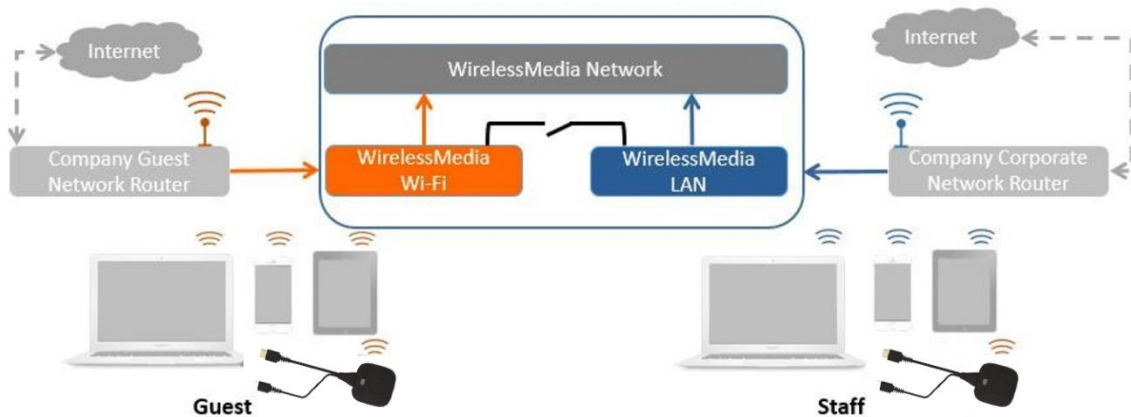 Internet
Internet
WirelessMedia Network
Company Guest
Network Router
WirelessMedia
Wi-Fi
WirelessMedia
LAN
Company Corporate
Network Router
Guest
Staff